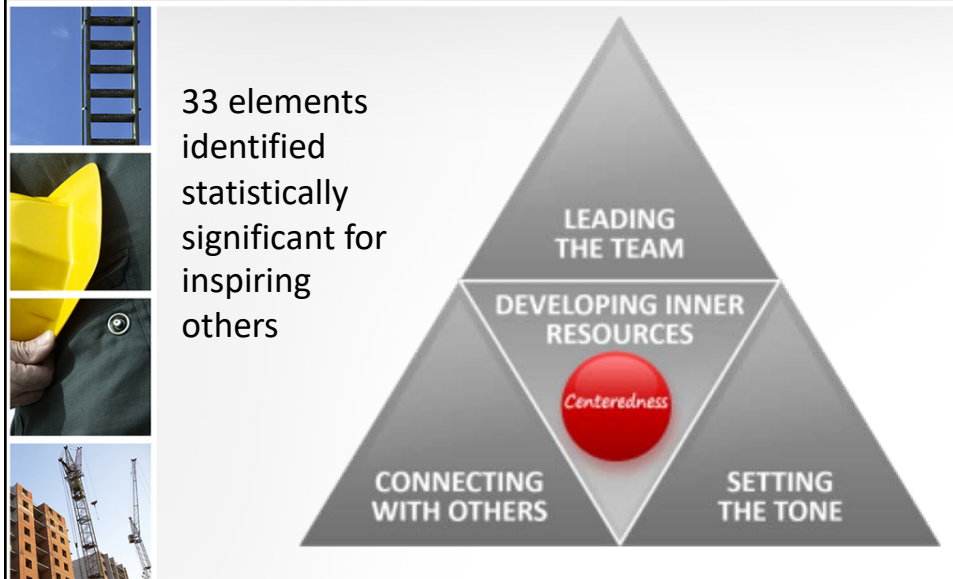 33 elements
identified
statistically
significant for
inspiring
others
LEADING
THE TEAM
DEVELOPING INNER
RESOURCES
Centeredness
CONNECTING
WITH OTHERS
SETTING
THE TONE